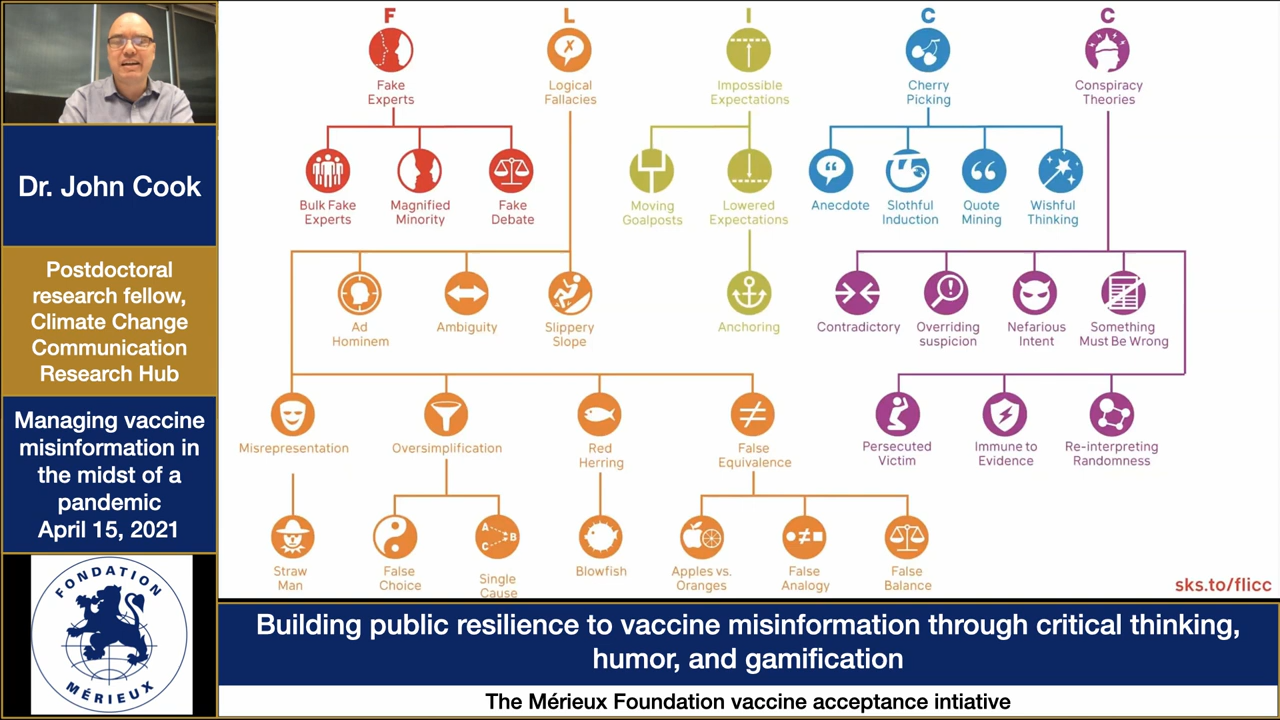 F
L
I
C
C
Fake
Experts
Logical
Fallacies
Impossible
Expectations
Cherry
Picking
Conspiracy
Theories
Bulk Fake
Experts
Magnified
Minority
Fake
Debate
Moving
Goalposts
Lowered
Expectations
Anecdote
Slothful
Induction
Quote
Mining
Wishful
Thinking
Ad
Hominem
Ambiguity
Slippery
Slope
Anchoring
Contradictory
Overriding
suspicion
Nefarious
Intent
Something
Must Be Wrong
Misrepresentation
Oversimplification
Red
Herring
False
Equivalence
Persecuted
Victim
Immune to
Evidence
Re-interpreting
Randomness
A
B
C
Straw
Man
False
Choice
Single
Cause
Blowfish
Apples vs.
Oranges
False
Analogy
False
Balance
sks.to/flicc
Dr. John Cook
Postdoctoral
research fellow,
Climate Change
Communication
Research Hub
Managing vaccine
misinformation in
the midst of a
pandemic
April 15, 2021
FONDATION
MÉRIEUX
Building public resilience to vaccine misinformation through critical thinking,
humor, and gamification
The Mérieux Foundation vaccine acceptance intiative